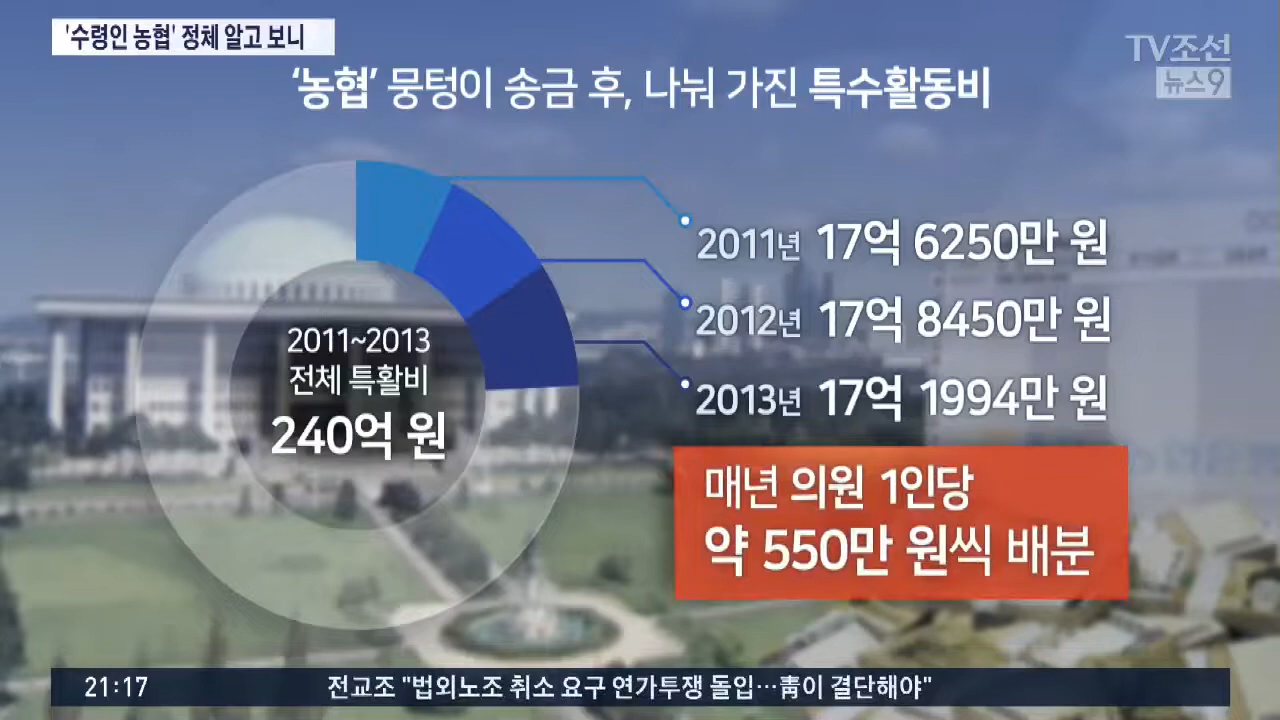 '수령인 농협' 정체 알고 보니
TV조선
뉴스9
‘농협’ 뭉텅이 송금 후, 나눠 가진 특수활동비
2011년 17억 6250만 원
2012년 17억 8450만 원
2013년 17억 1994만 원
2011~2013
전체 특활비
240억 원
매년 의원 1인당
약 550만 원씩 배분
21:17 전교조 "법외노조 취소 요구 연가투쟁 돌입…靑이 결단해야"